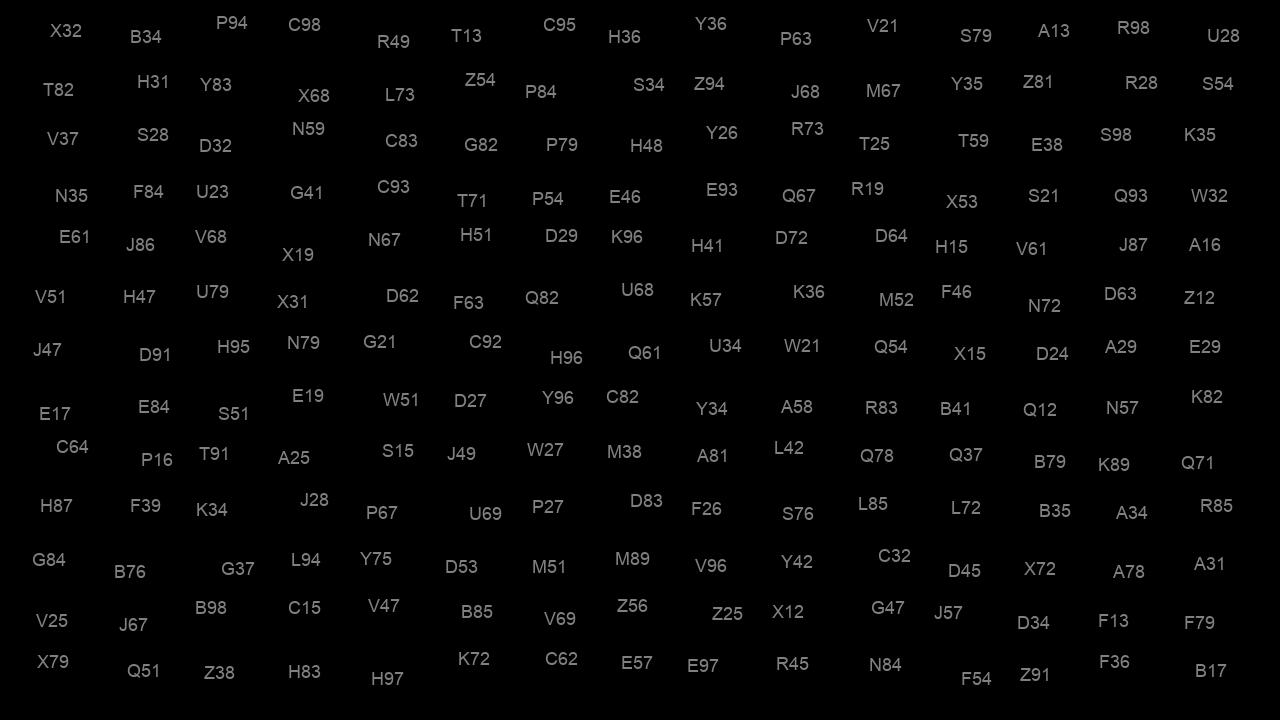 X32 B34 P94 C98 R49 T13 C95 H36 Y36 P63 V21 S79 A13 R98 U28
T82 H31 Y83 X68 L73 Z54 P84 S34 Z94 J68 M67 Y35 Z81 R28 S54
V37 S28 D32 N59 C83 G82 P79 H48 Y26 R73 T25 T59 E38 S98 K35
N35 F84 U23 G41 C93 T71 P54 E46 E93 Q67 R19 X53 S21 Q93 W32
E61 J86 V68 X19 N67 H51 D29 K96 H41 D72 D64 H15 V61 J87 A16
V51 H47 U79 X31 D62 F63 Q82 U68 K57 K36 M52 F46 N72 D63 Z12
J47 D91 H95 N79 G21 C92 H96 Q61 U34 W21 Q54 X15 D24 A29 E29
E17 E84 S51 E19 W51 D27 Y96 C82 Y34 A58 R83 B41 Q12 N57 K82
C64 P16 T91 A25 S15 J49 W27 M38 A81 L42 Q78 Q37 B79 K89 Q71
H87 F39 K34 J28 P67 U69 P27 D83 F26 S76 L85 L72 B35 A34 R85
G84 B76 G37 L94 Y75 D53 M51 M89 V96 Y42 C32 D45 X72 A78 A31
V25 J67 B98 C15 V47 B85 V69 Z56 Z25 X12 G47 J57 D34 F13 F79
X79 Q51 Z38 H83 H97 K72 C62 E57 E97 R45 N84 F54 Z91 F36 B17